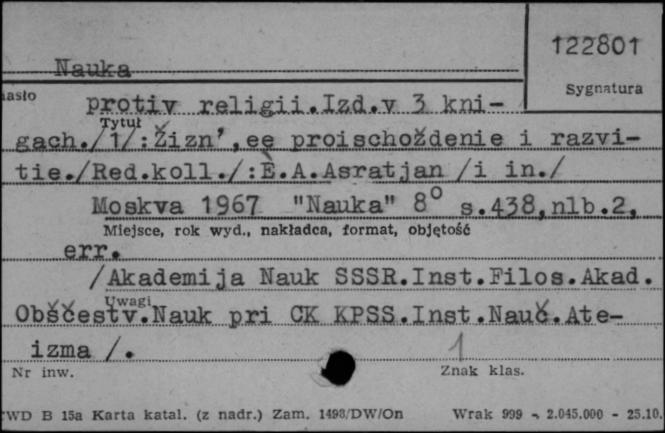 122801
Nauka
Sygnatura
asło
protiv religii.Izd.v 3 kni-
Tytuł
gach./1/:Žizn',ee proischoždenie i razvi-
tie./Red.koll./:È.A.Asratjan /i in./
Moskva 1967 "Nauka" 8° s.438,nlb.2,
Miejsce, rok wyd., nakładca, format, objętość
err.
/Akademija Nauk SSSR.Inst.Filos.Akad.
Uwagi
Obščestv.Nauk pri CK KPSS.Inst.Nauč.Ate-
izma /.
1
Nr inw.
Znak klas.
WD B 15a Karta katal. (z nadr.) Zam. 1498/DW/On Wrak 999 - 2.045.000 - 25.10.